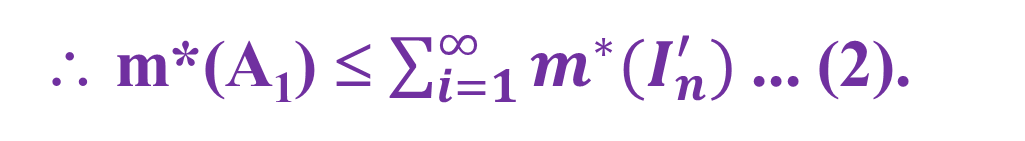 ∴ m*(A₁) ≤ ∑ᵢ₌₁^∞ m*(I′ₙ) ... (2).